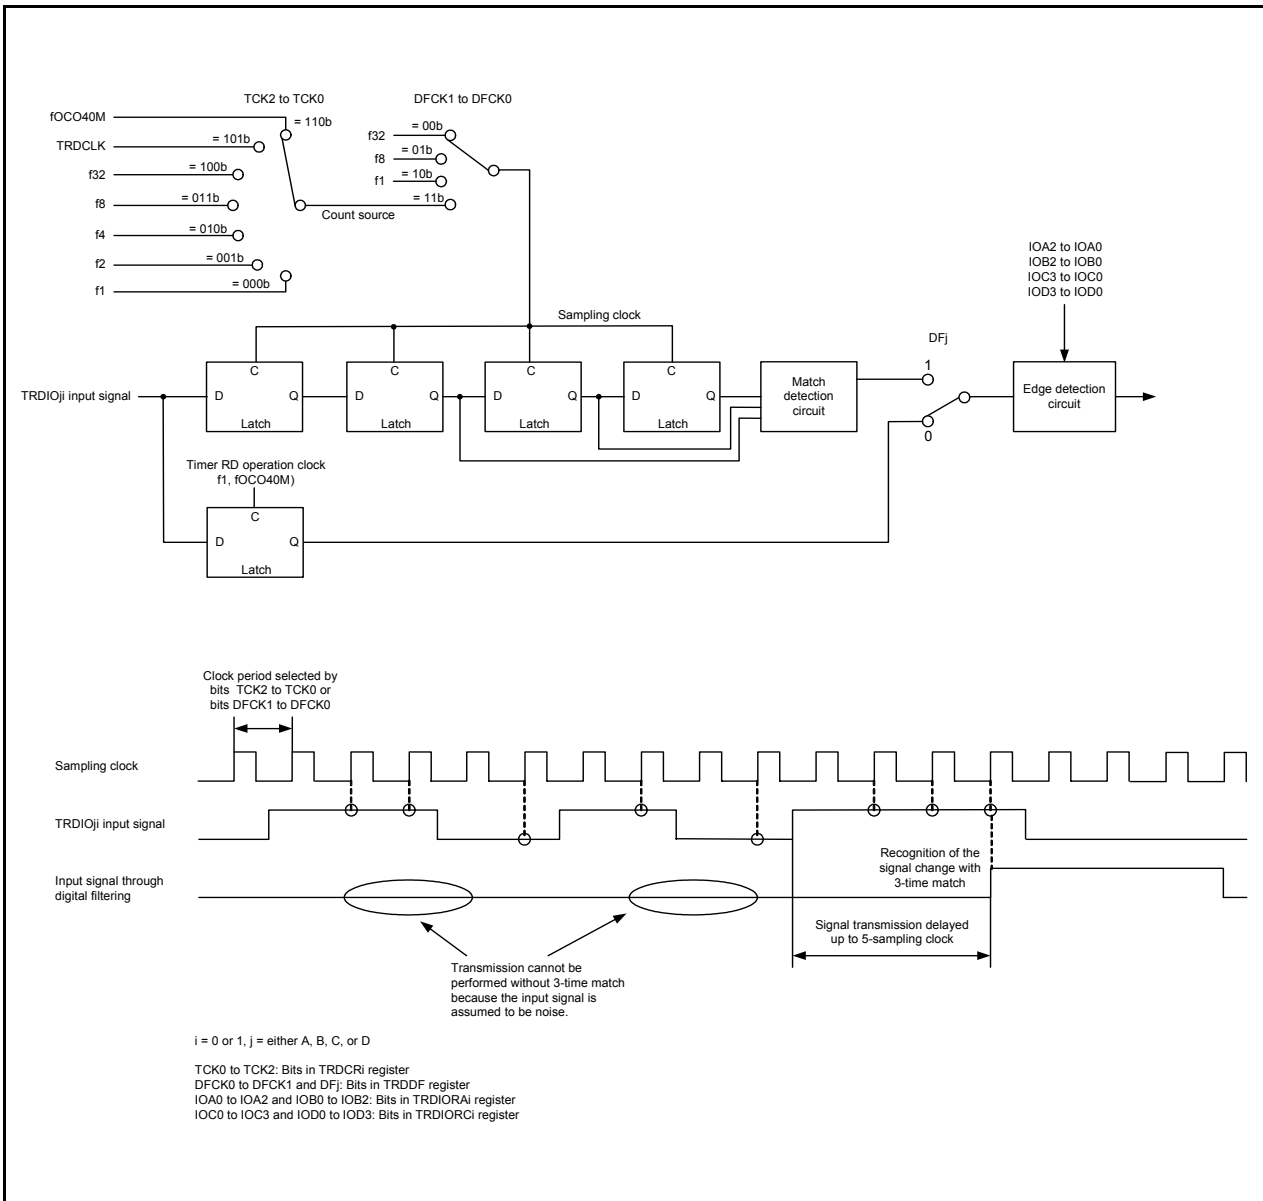 TCK2 to TCK0
DFCK1 to DFCK0
fOCO40M
= 110b
TRDCLK
= 101b
f32
= 100b
f8
= 011b
f4
= 010b
f2
= 001b
f1
= 000b
Count source
f32
= 00b
f8
= 01b
f1
= 10b
= 11b
IOA2 to IOA0
IOB2 to IOB0
IOC3 to IOC0
IOD3 to IOD0
Sampling clock
DFj
TRDIOji input signal
C
D
Q
Latch
C
D
Q
Latch
C
D
Q
Latch
C
D
Q
Latch
Match
detection
circuit
1
0
Edge detection
circuit
Timer RD operation clock
f1, fOCO40M)
C
D
Q
Latch
Clock period selected by
bits TCK2 to TCK0 or
bits DFCK1 to DFCK0
Sampling clock
TRDIOji input signal
Recognition of the
signal change with
3-time match
Input signal through
digital filtering
Signal transmission delayed
up to 5-sampling clock
Transmission cannot be
performed without 3-time match
because the input signal is
assumed to be noise.
i = 0 or 1, j = either A, B, C, or D
TCK0 to TCK2: Bits in TRDCRi register
DFCK0 to DFCK1 and DFj: Bits in TRDDF register
IOA0 to IOA2 and IOB0 to IOB2: Bits in TRDIORAi register
IOC0 to IOC3 and IOD0 to IOD3: Bits in TRDIORCi register